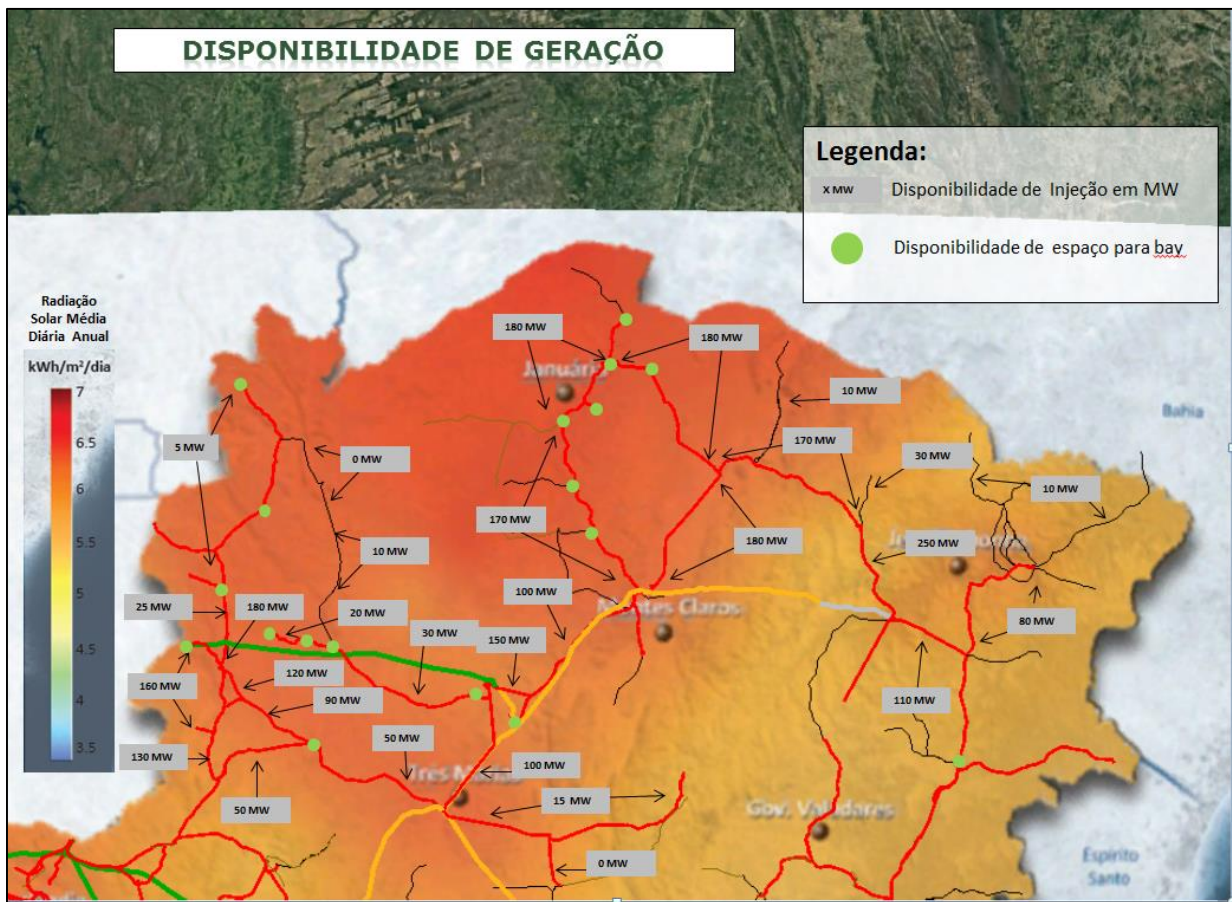 DISPONIBILIDADE DE GERAÇÃO
Legenda:
X MW
Disponibilidade de Injeção em MW
Disponibilidade de espaço para bay
Radiação
Solar Média
Diária Anual
kWh/m²/dia
7
6.5
6
5.5
5
4.5
4
3.5
180 MW
180 MW
Januária
10 MW
Bahia
5 MW
0 MW
170 MW
30 MW
10 MW
170 MW
10 MW
180 MW
250 MW
100 MW
25 MW
180 MW
20 MW
Montes Claros
30 MW
150 MW
80 MW
160 MW
120 MW
90 MW
110 MW
50 MW
130 MW
100 MW
Três Marias
50 MW
15 MW
Gov. Valadares
0 MW
Espírito
Santo